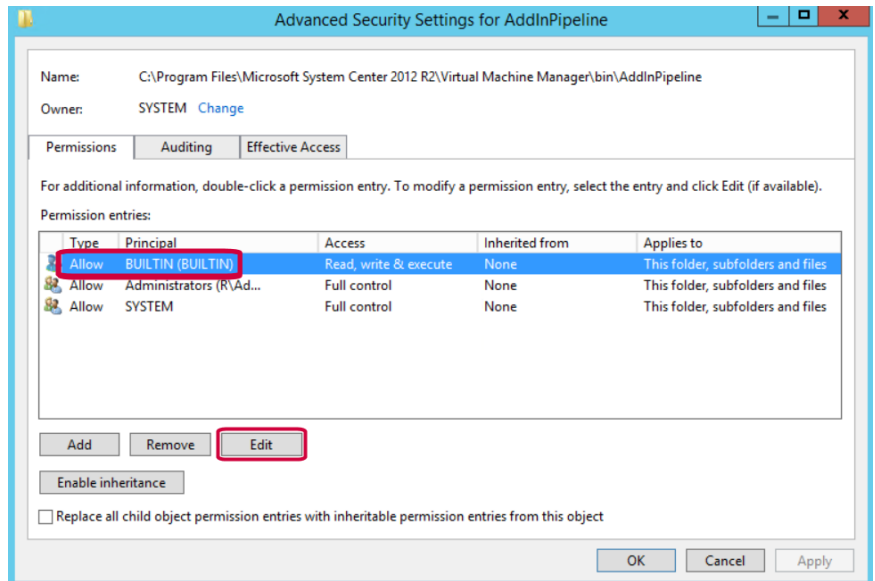 Advanced Security Settings for AddInPipeline
Name: C:\Program Files\Microsoft System Center 2012 R2\Virtual Machine Manager\bin\AddInPipeline
Owner: SYSTEM Change
Permissions Auditing Effective Access
For additional information, double-click a permission entry. To modify a permission entry, select the entry and click Edit (if available).
Permission entries:
Type Principal Access Inherited from Applies to
Allow BUILTIN (BUILTIN) Read, write & execute None This folder, subfolders and files
Allow Administrators (R\Ad... Full control None This folder, subfolders and files
Allow SYSTEM Full control None This folder, subfolders and files
Add Remove Edit
Enable inheritance
Replace all child object permission entries with inheritable permission entries from this object
OK Cancel Apply